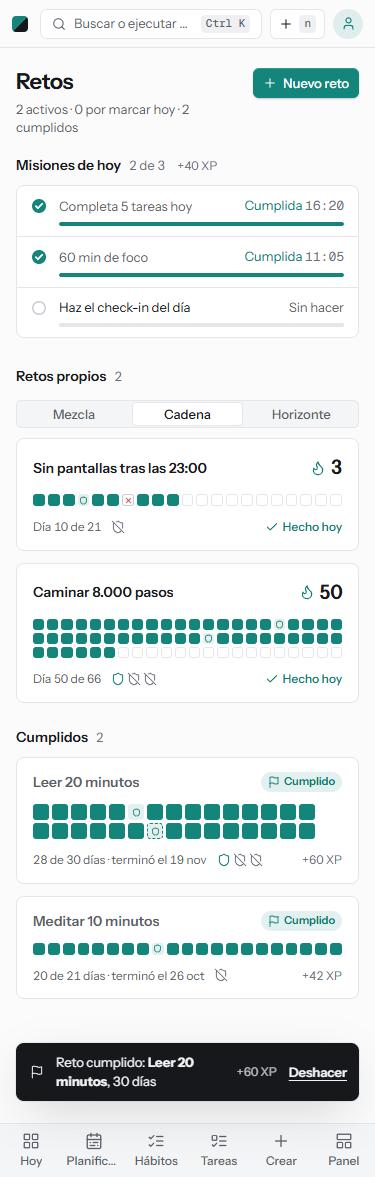 Buscar o ejecutar ... Ctrl K + n
Retos
+ Nuevo reto
2 activos · 0 por marcar hoy · 2
cumplidos
Misiones de hoy 2 de 3 +40 XP
Completa 5 tareas hoy Cumplida 16:20
60 min de foco Cumplida 11:05
Haz el check-in del día Sin hacer
Retos propios 2
Mezcla Cadena Horizonte
Sin pantallas tras las 23:00 3
Día 10 de 21 Hecho hoy
Caminar 8.000 pasos 50
Día 50 de 66 Hecho hoy
Cumplidos 2
Leer 20 minutos Cumplido
28 de 30 días · terminó el 19 nov +60 XP
Meditar 10 minutos Cumplido
20 de 21 días · terminó el 26 oct +42 XP
Reto cumplido: Leer 20
minutos, 30 días
+60 XP Deshacer
Hoy Planific... Hábitos Tareas Crear Panel